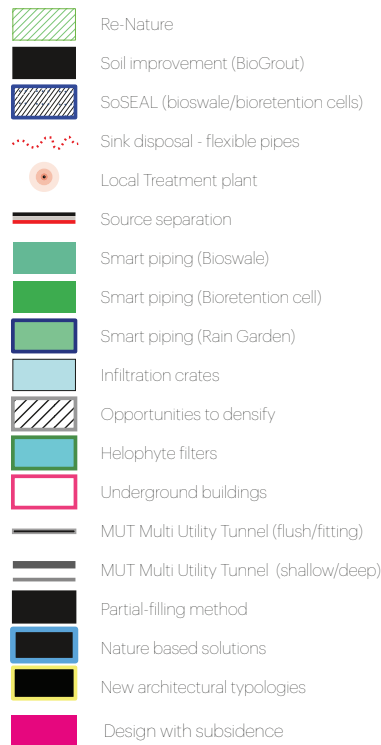 Re-Nature
Soil improvement (BioGrout)
SoSEAL (bioswale/bioretention cells)
Sink disposal - flexible pipes
Local Treatment plant
Source separation
Smart piping (Bioswale)
Smart piping (Bioretention cell)
Smart piping (Rain Garden)
Infiltration crates
Opportunities to densify
Helophyte filters
Underground buildings
MUT Multi Utility Tunnel (flush/fitting)
MUT Multi Utility Tunnel (shallow/deep)
Partial-filling method
Nature based solutions
New architectural typologies
Design with subsidence